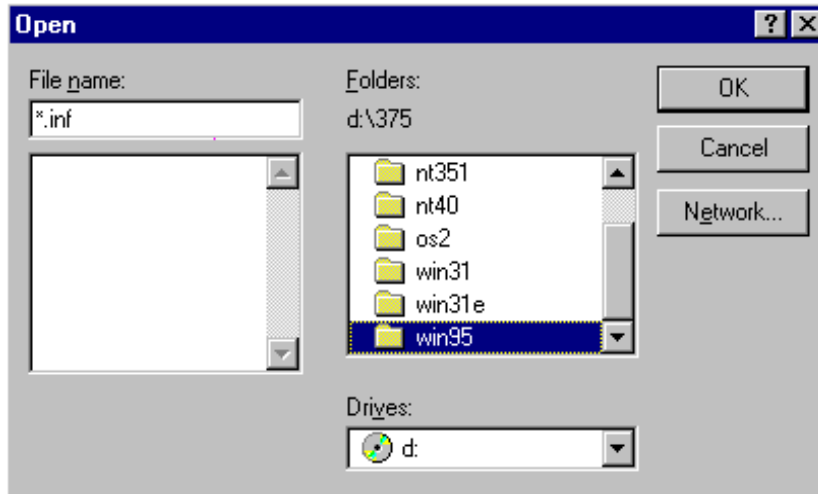 Open
File name:
*.inf
Folders:
d:\375
nt351
nt40
os2
win31
win31e
win95
Drives:
d:
OK
Cancel
Network...